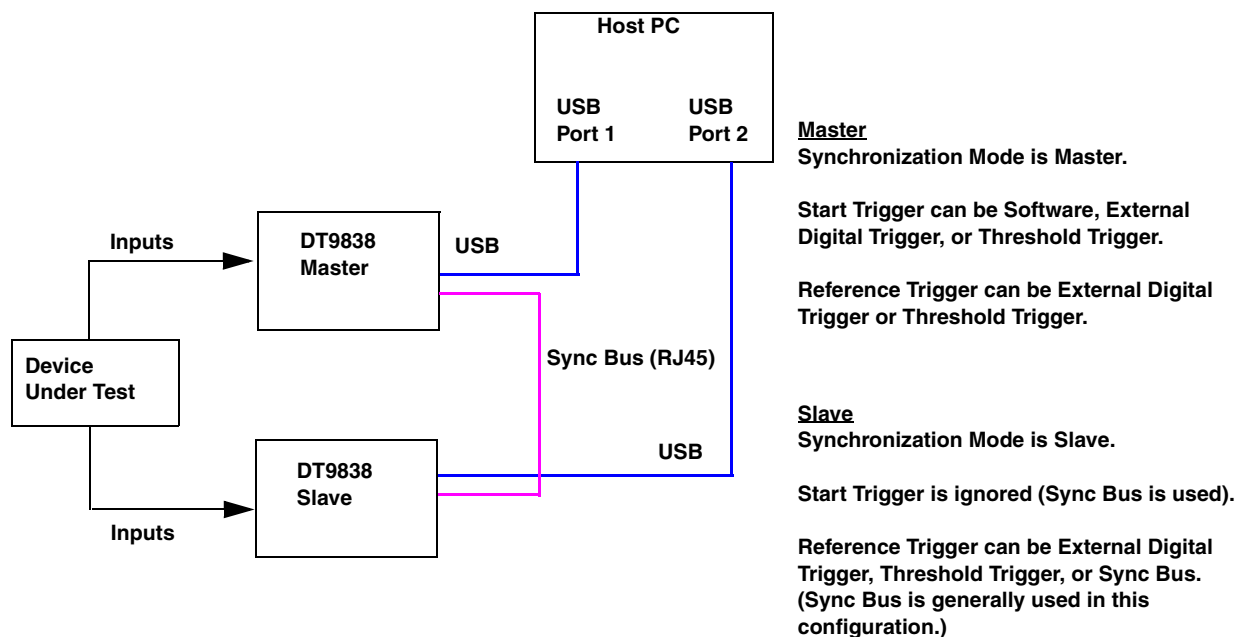 Host PC
USB
Port 1
USB
Port 2
Inputs
DT9838
Master
USB
Sync Bus (RJ45)
Device
Under Test
DT9838
Slave
USB
Inputs
Master
Synchronization Mode is Master.
Start Trigger can be Software, External
Digital Trigger, or Threshold Trigger.
Reference Trigger can be External Digital
Trigger or Threshold Trigger.
Slave
Synchronization Mode is Slave.
Start Trigger is ignored (Sync Bus is used).
Reference Trigger can be External Digital
Trigger, Threshold Trigger, or Sync Bus.
(Sync Bus is generally used in this
configuration.)